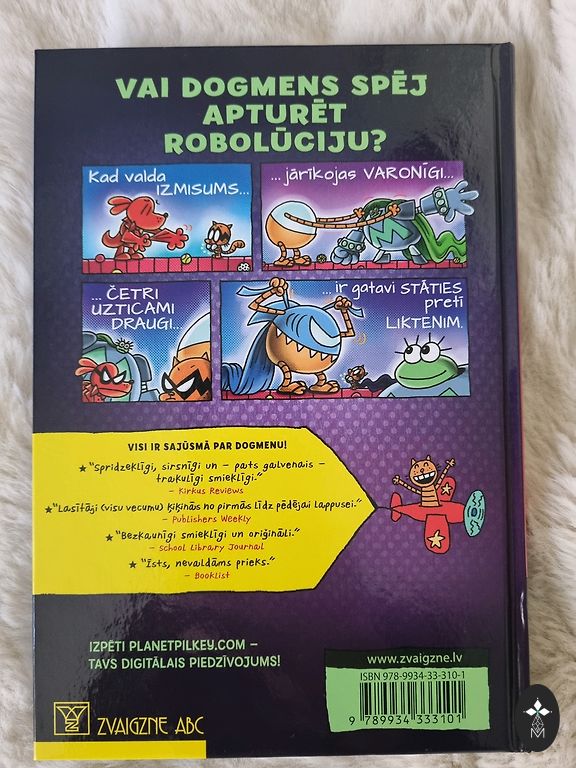 VAI DOGMENS SPĒJ
APTURĒT
ROBOLŪCIJU?
Kad valda
IZMISUMS...
...jārīkojas VARONĪGI...
... ČETRI
UZTICAMI
DRAUGI...
... ir gatavi STĀTIES
pretī
LIKTENIM.
VISI IR SAJŪSMĀ PAR DOGMENU!
★"Spridzeklīgi, sirsnīgi un – pats galvenais –
trakulīgi smieklīgi."
– Kirkus Reviews
★"Lasītāji (visu vecumu) ķiķinās no pirmās līdz pēdējai lappusei."
– Publishers Weekly
★"Bezkaunīgi smieklīgi un oriģināli."
– School Library Journal
★"Īsts, nevaldāms prieks."
– Booklist
IZPĒTI PLANETPILKEY.COM –
TAVS DIGITĀLAIS PIEDZĪVOJUMS!
www.zvaigzne.lv
ISBN 978-9934-33-310-1
9 789934 333101
ZVAIGZNE ABC
M